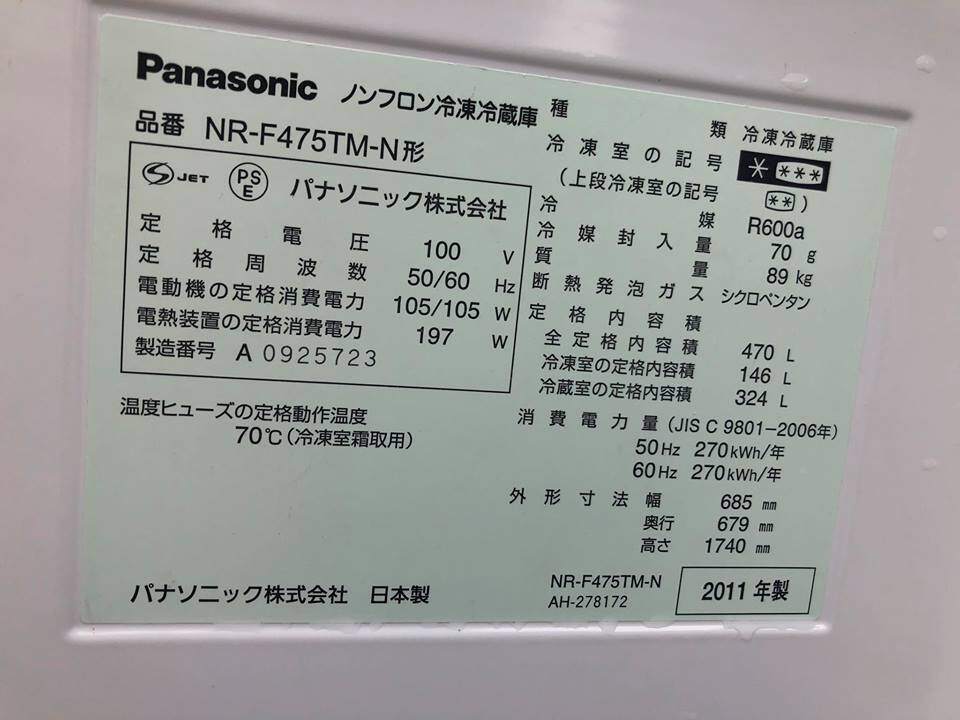 Panasonic ノンフロン冷凍冷蔵庫
品番 NR-F475TM-N形
JET PSE パナソニック株式会社
定格電圧 100 V
定格周波数 50/60 Hz
電動機の定格消費電力 105/105 W
電熱装置の定格消費電力 197 W
製造番号 A 0925723
温度ヒューズの定格動作温度
70℃(冷凍室霜取用)
パナソニック株式会社 日本製
種類 冷凍冷蔵庫
冷凍室の記号 * ***
(上段冷凍室の記号 ** )
冷媒 R600a
冷媒封入量 70 g
質量 89 kg
断熱発泡ガス シクロペンタン
定格内容積
全定格内容積 470 L
冷凍室の定格内容積 146 L
冷蔵室の定格内容積 324 L
消費電力量(JIS C 9801-2006年)
50Hz 270kWh/年
60Hz 270kWh/年
外形寸法幅 685 mm
奥行 679 mm
高さ 1740 mm
NR-F475TM-N
AH-278172
2011年製